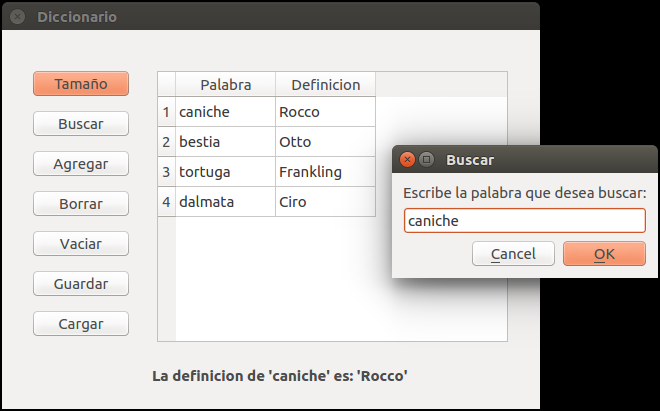 Diccionario
Tamaño
Buscar
Agregar
Borrar
Vaciar
Guardar
Cargar
Palabra Definicion
1 caniche Rocco
2 bestia Otto
3 tortuga Frankling
4 dalmata Ciro
La definicion de 'caniche' es: 'Rocco'
Buscar
Escribe la palabra que desea buscar:
caniche
Cancel OK